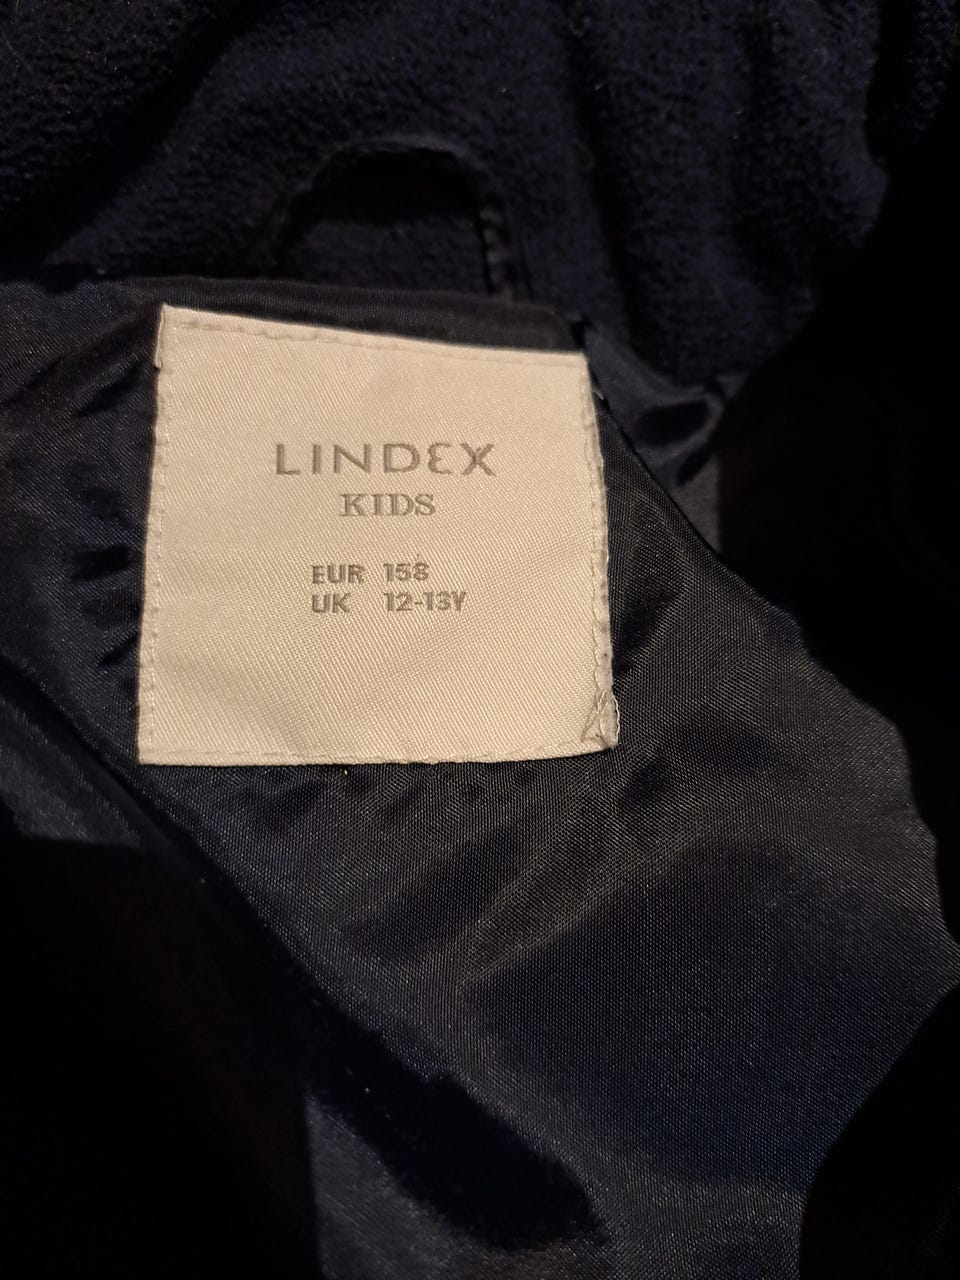 LINDEX
KIDS
EUR 158
UK 12-13Y